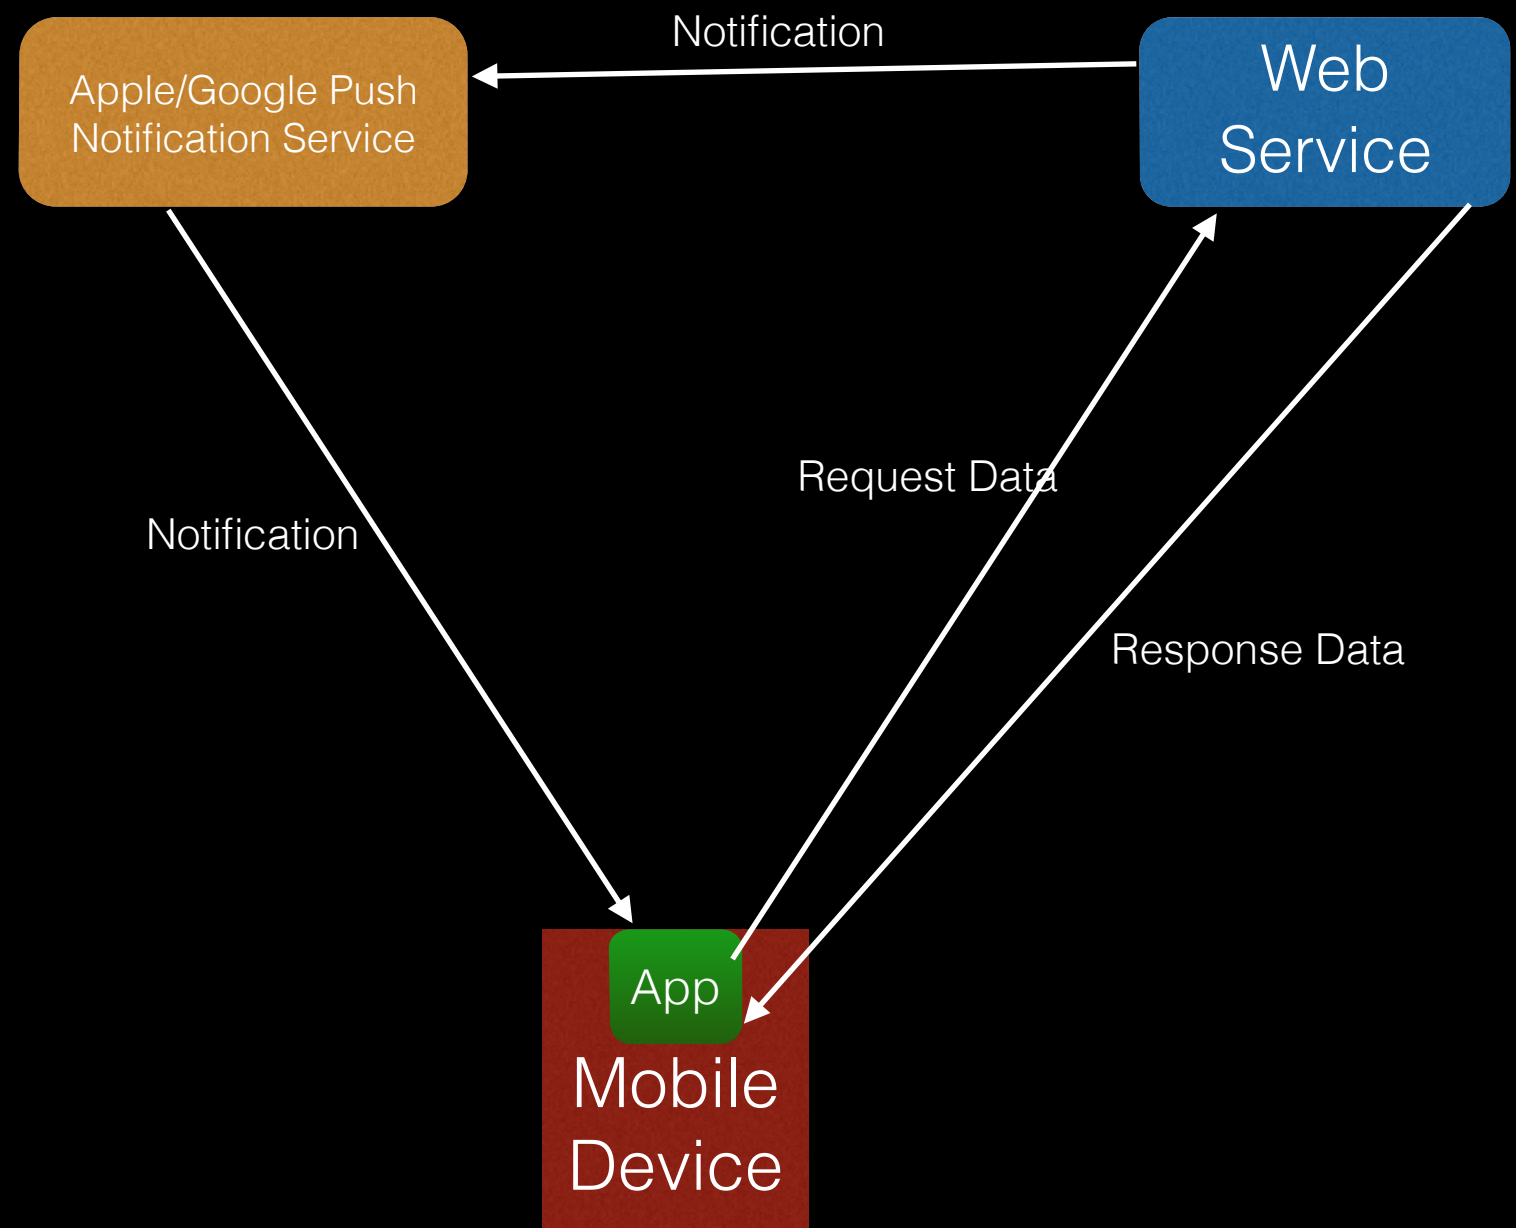 Notification
Apple/Google Push
Notification Service
Web
Service
Request Data
Notification
Response Data
App
Mobile
Device